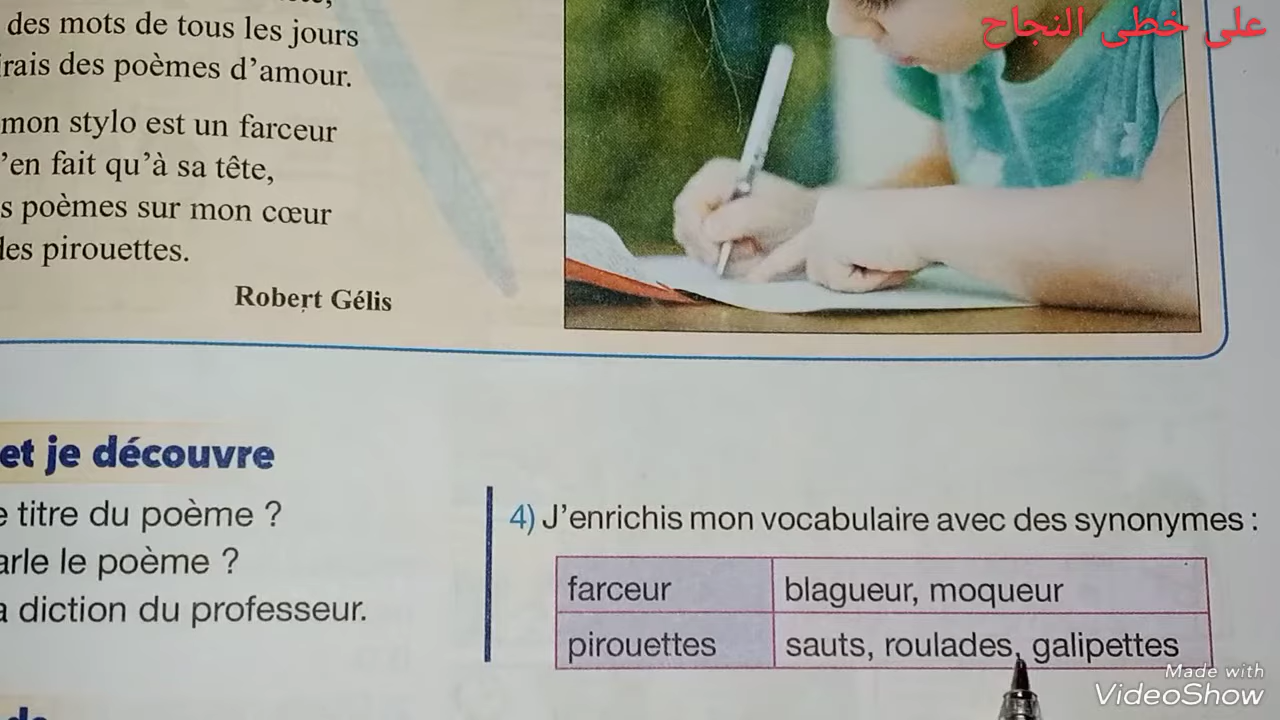 على خطى النجاح
des mots de tous les jours
des poèmes d'amour.
mon stylo est un farceur
'en fait qu'à sa tête,
poèmes sur mon cœur
pirouettes.
Robert Gélis
et je découvre
titre du poème ?
le poème ?
diction du professeur.
4) J'enrichis mon vocabulaire avec des synonymes :
farceur blagueur, moqueur
pirouettes sauts, roulades, galipettes
Made with
VideoShow